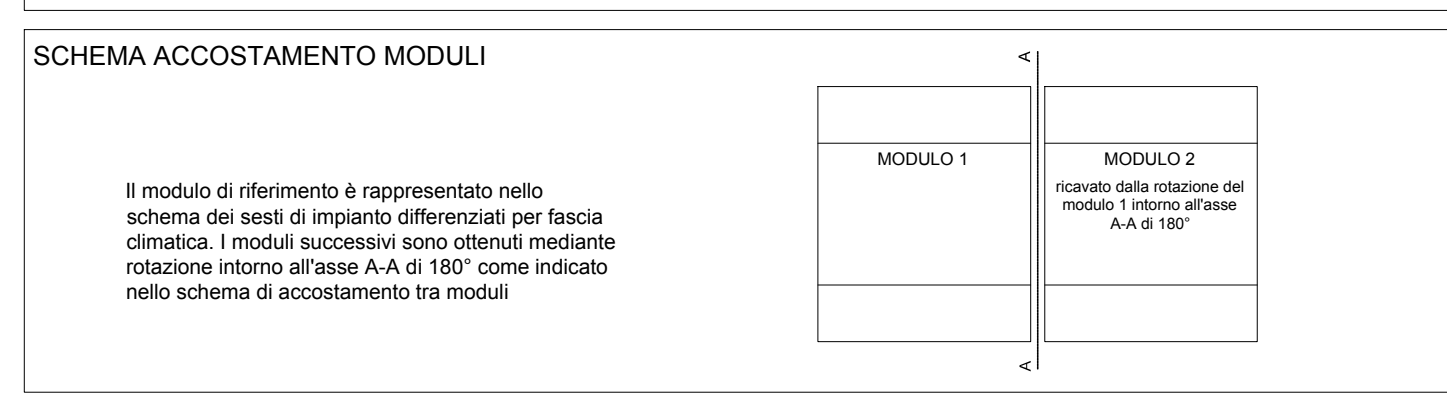 SCHEMA ACCOSTAMENTO MODULI
Il modulo di riferimento è rappresentato nello
schema dei sesti di impianto differenziati per fascia
climatica. I moduli successivi sono ottenuti mediante
rotazione intorno all'asse A-A di 180° come indicato
nello schema di accostamento tra moduli
A
MODULO 1
MODULO 2
ricavato dalla rotazione del
modulo 1 intorno all'asse
A-A di 180°
A